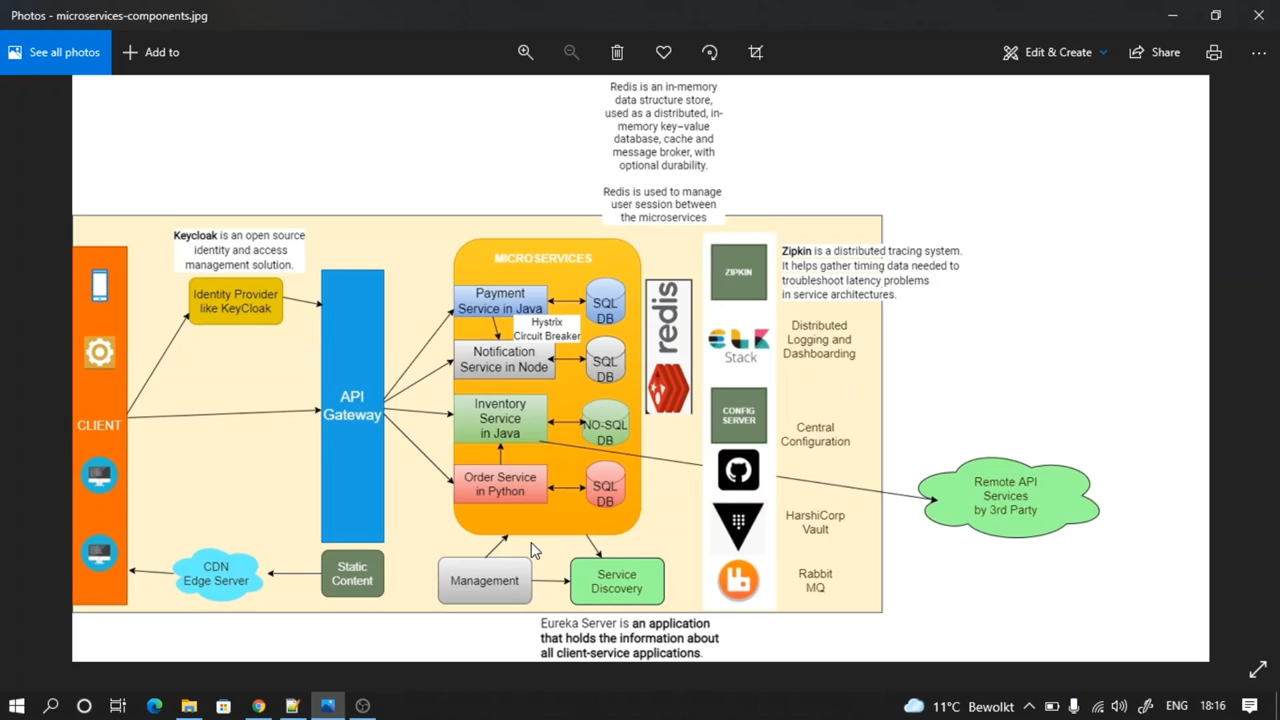 Photos - microservices-components.jpg
See all photos
Add to
Edit & Create
Share
Redis is an in-memory
data structure store,
used as a distributed, in-
memory key–value
database, cache and
message broker, with
optional durability.
Redis is used to manage
user session between
the microservices
Keycloak is an open source
identity and access
management solution.
Identity Provider
like KeyCloak
CLIENT
API
Gateway
CDN
Edge Server
Static
Content
MICROSERVICES
Payment
Service in Java
SQL
DB
Hystrix
Circuit Breaker
Notification
Service in Node
SQL
DB
Inventory
Service
in Java
NO-SQL
DB
Order Service
in Python
SQL
DB
Management
Service
Discovery
redis
ZIPKIN
Zipkin is a distributed tracing system.
It helps gather timing data needed to
troubleshoot latency problems
in service architectures.
ELK
Stack
Distributed
Logging and
Dashboarding
CONFIG
SERVER
Central
Configuration
HarshiCorp
Vault
Rabbit
MQ
Remote API
Services
by 3rd Party
Eureka Server is an application
that holds the information about
all client-service applications.
11°C Bewolkt
ENG
18:16